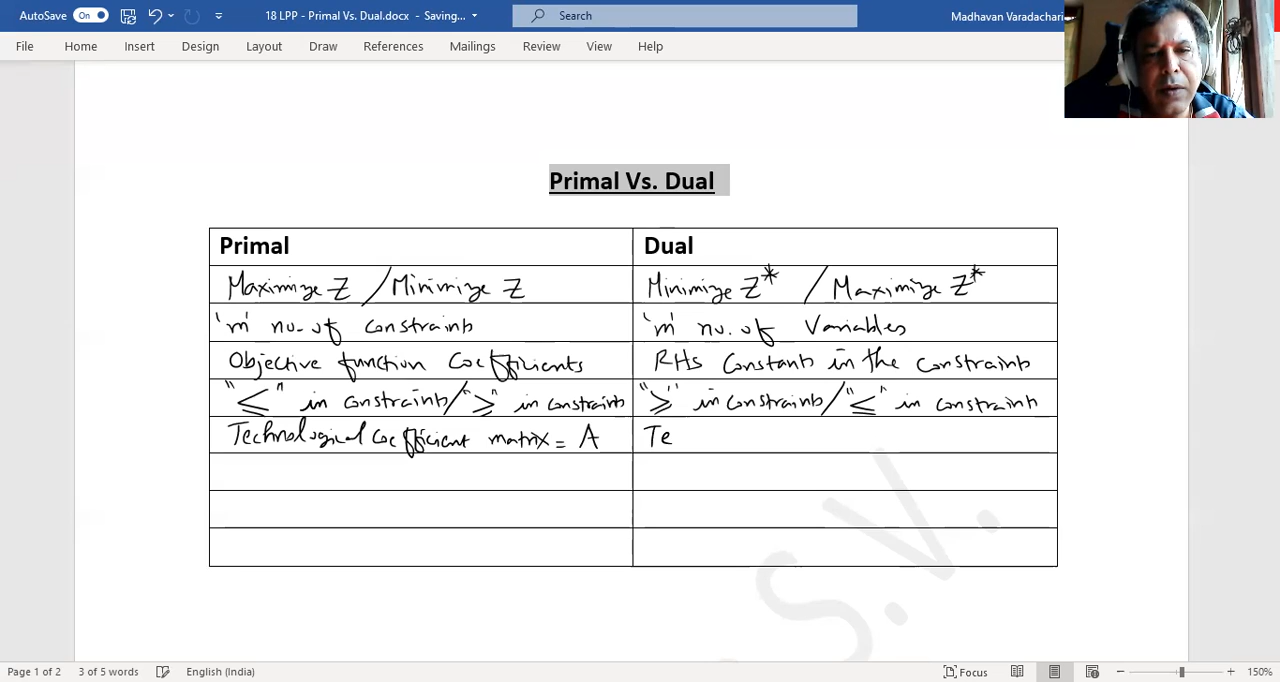 AutoSave On 18 LPP - Primal Vs. Dual.docx - Saving... Search Madhavan Varadachari
File Home Insert Design Layout Draw References Mailings Review View Help
Primal Vs. Dual
Primal Dual
Maximize Z / Minimize Z Minimize Z* / Maximize Z*
'm' no. of constraints 'm' no. of Variables
Objective function Coefficients RHS Constants in the constraints
"≤" in constraints/"≥" in constraints "≥" in constraints/"≤" in constraints
Technological Coefficient matrix = A Te
S.V.
Page 1 of 2 3 of 5 words English (India) Focus 150%